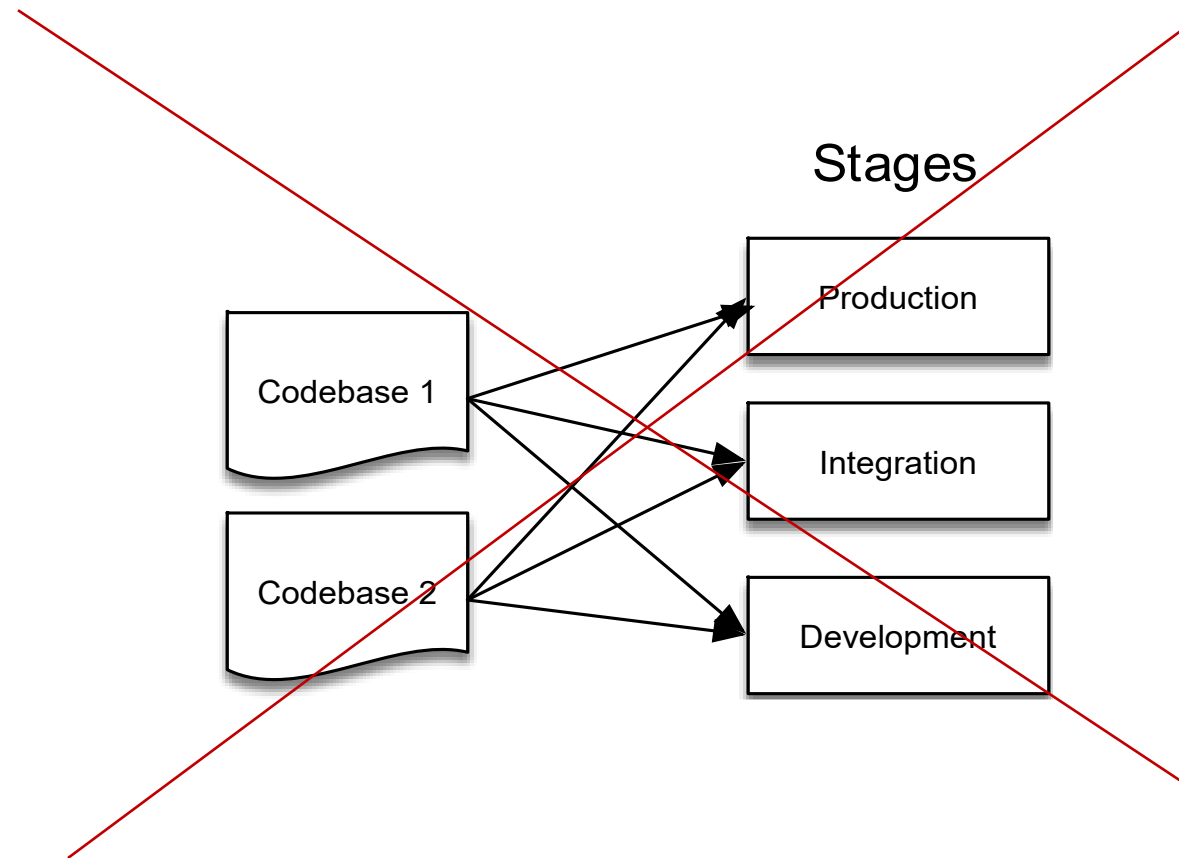 Stages
Production
Codebase 1
Integration
Codebase 2
Development